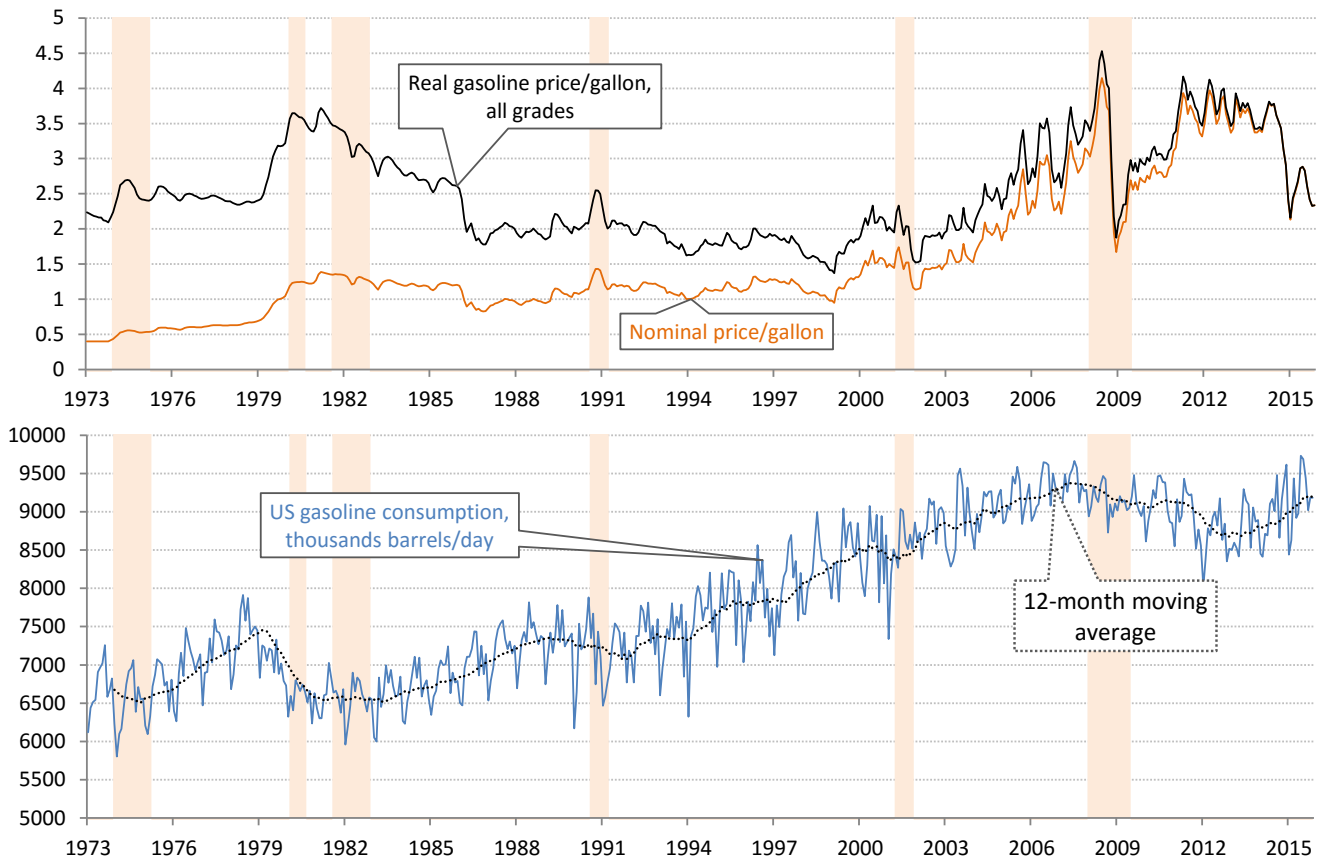 5
4.5
4
3.5
3
2.5
2
1.5
1
0.5
0
Real gasoline price/gallon,
all grades
Nominal price/gallon
1973 1976 1979 1982 1985 1988 1991 1994 1997 2000 2003 2006 2009 2012 2015
10000
9500
9000
8500
8000
7500
7000
6500
6000
5500
5000
US gasoline consumption,
thousands barrels/day
12-month moving
average
1973 1976 1979 1982 1985 1988 1991 1994 1997 2000 2003 2006 2009 2012 2015